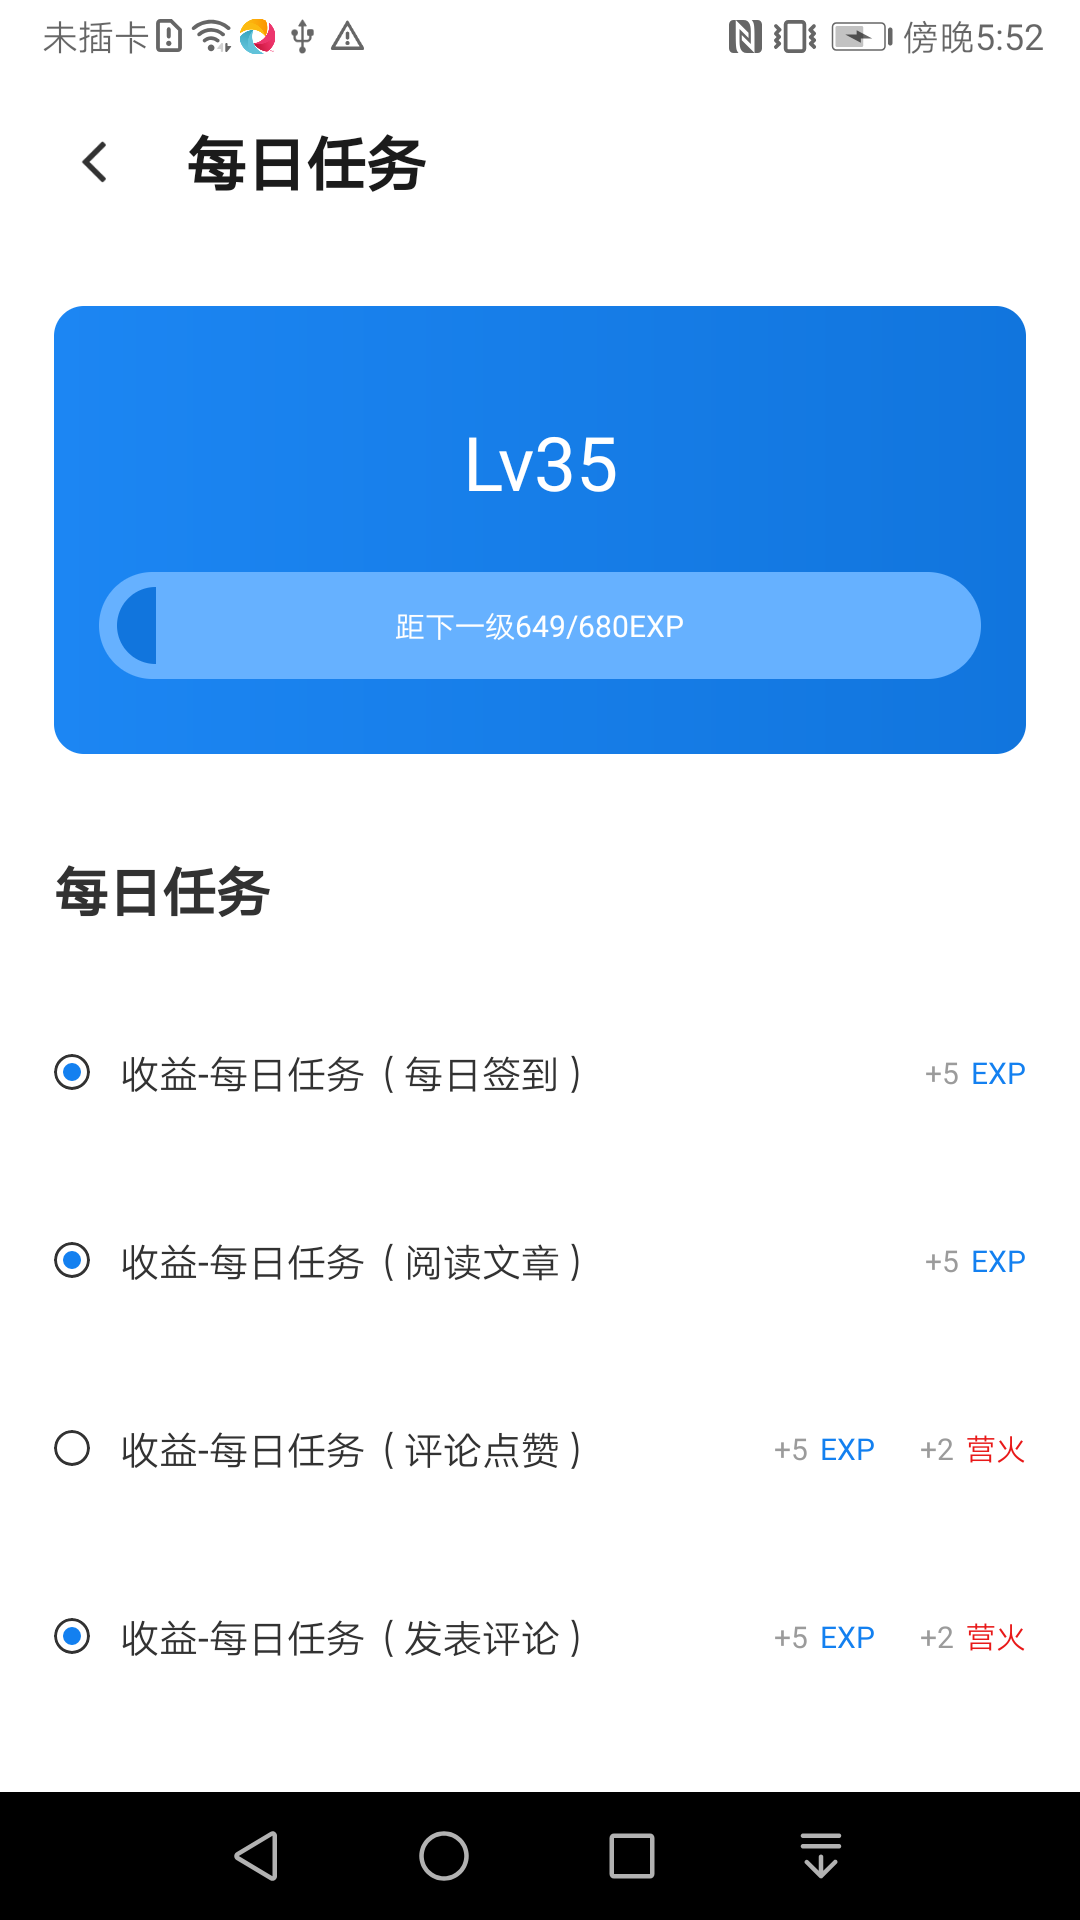 未插卡 傍晚5:52
每日任务
Lv35
距下一级649/680EXP
每日任务
收益-每日任务（每日签到） +5 EXP
收益-每日任务（阅读文章） +5 EXP
收益-每日任务（评论点赞） +5 EXP +2 营火
收益-每日任务（发表评论） +5 EXP +2 营火